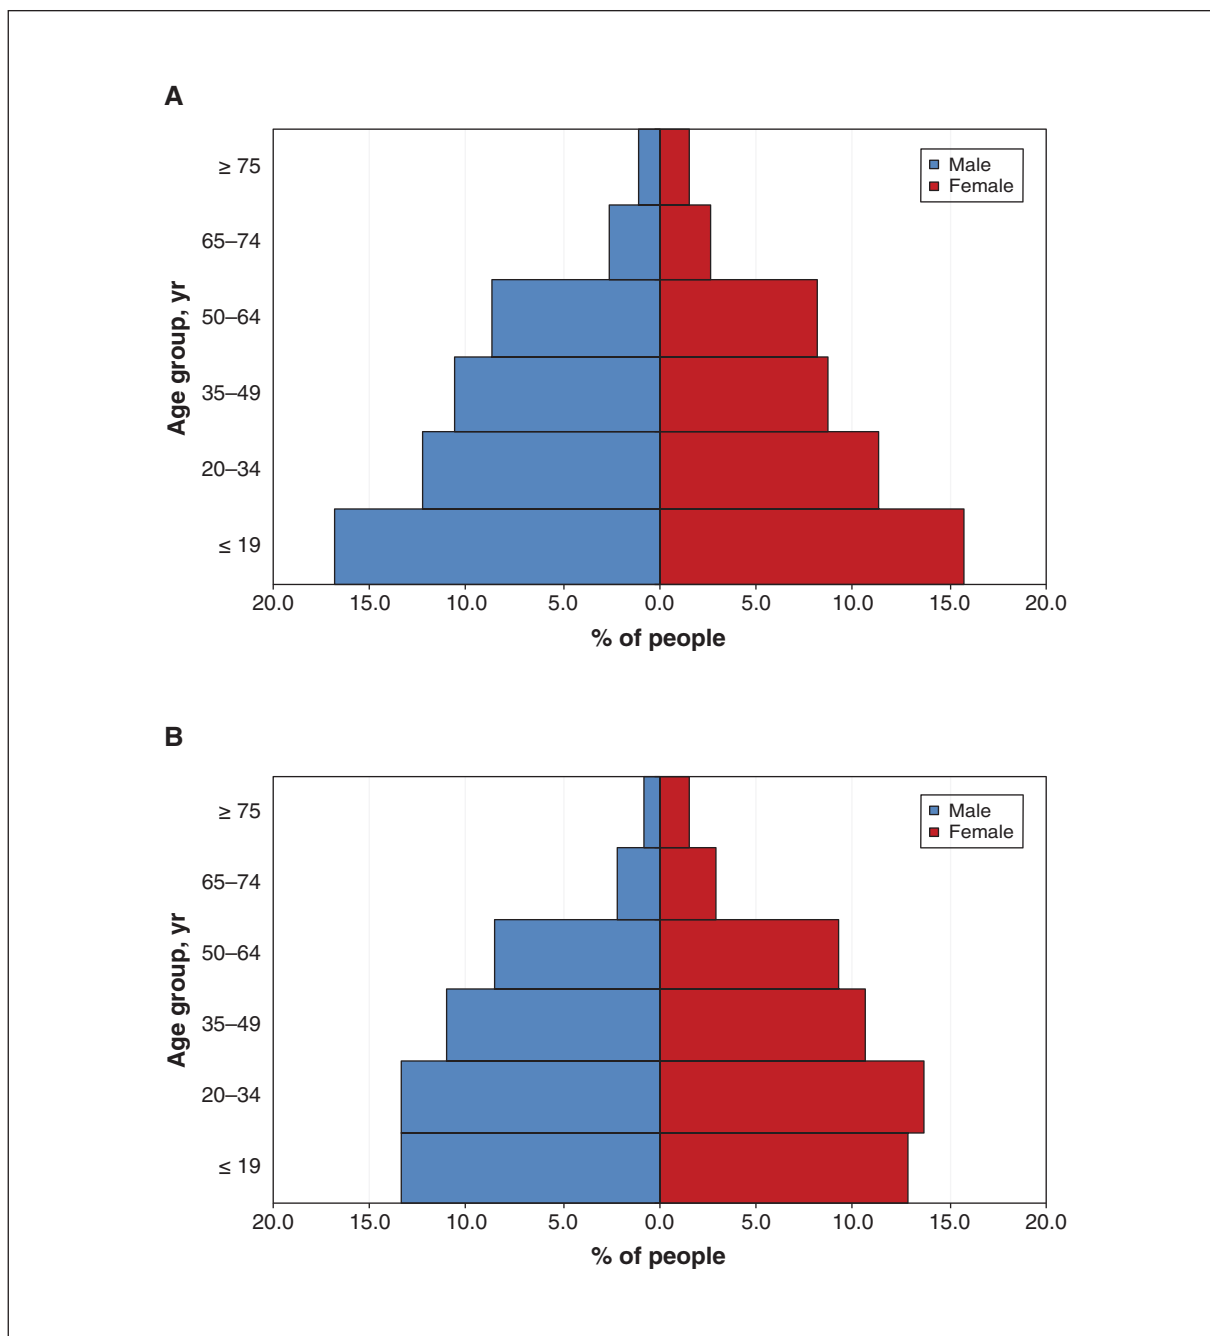 A
≥ 75
65–74
50–64
35–49
20–34
≤ 19
Age group, yr
Male
Female
20.0 15.0 10.0 5.0 0.0 5.0 10.0 15.0 20.0
% of people
B
≥ 75
65–74
50–64
35–49
20–34
≤ 19
Age group, yr
Male
Female
20.0 15.0 10.0 5.0 0.0 5.0 10.0 15.0 20.0
% of people